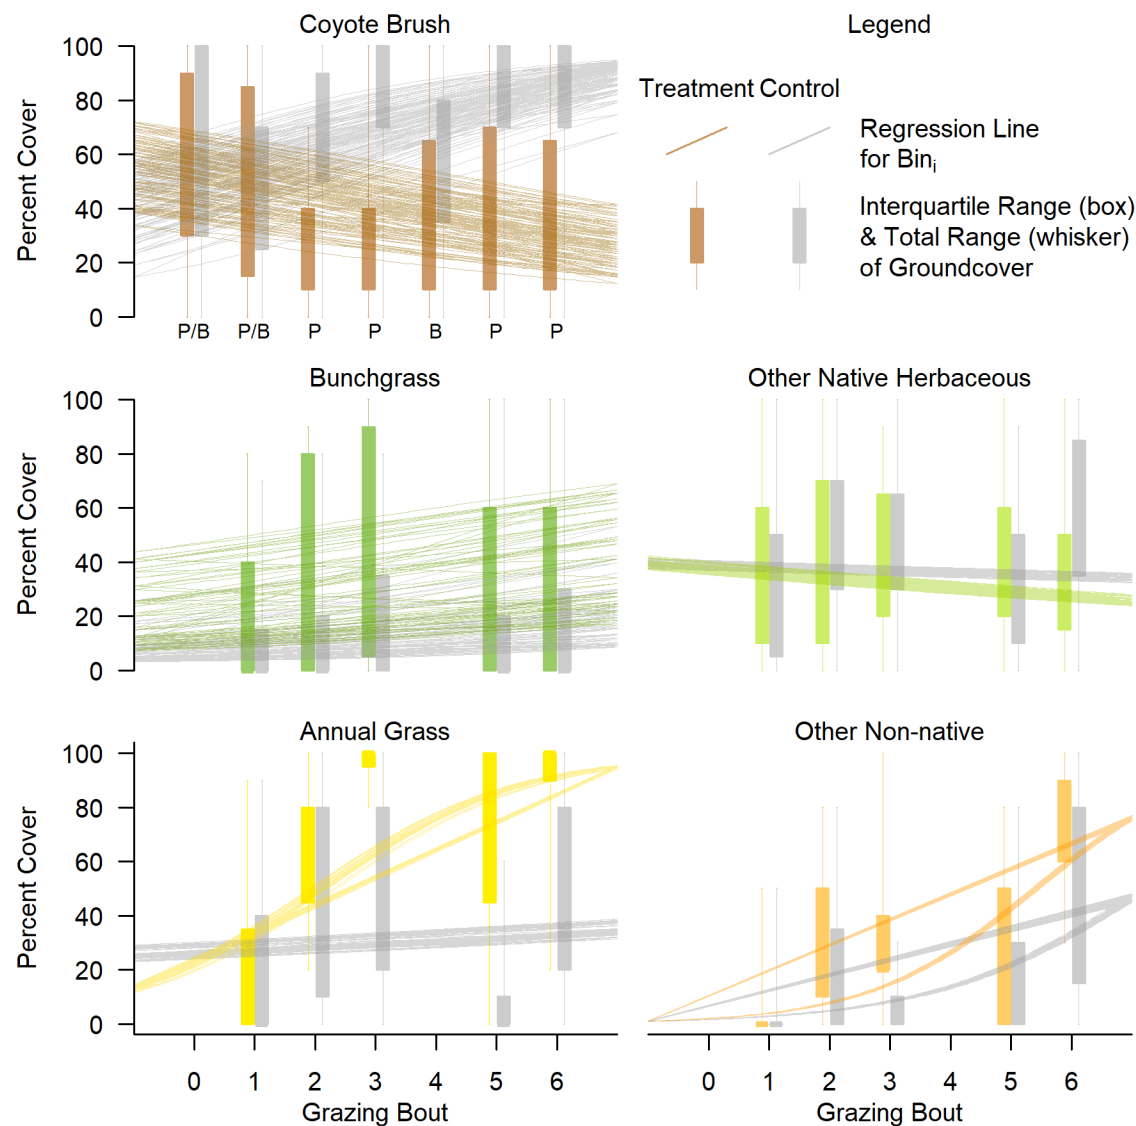 Coyote Brush
Legend
Percent Cover
100
80
60
40
20
0
P/B P/B P P B P P
Treatment Control
Regression Line
for Bini
Interquartile Range (box)
& Total Range (whisker)
of Groundcover
Bunchgrass
Percent Cover
100
80
60
40
20
0
Other Native Herbaceous
Annual Grass
Percent Cover
100
80
60
40
20
0
0 1 2 3 4 5 6
Grazing Bout
Other Non-native
0 1 2 3 4 5 6
Grazing Bout